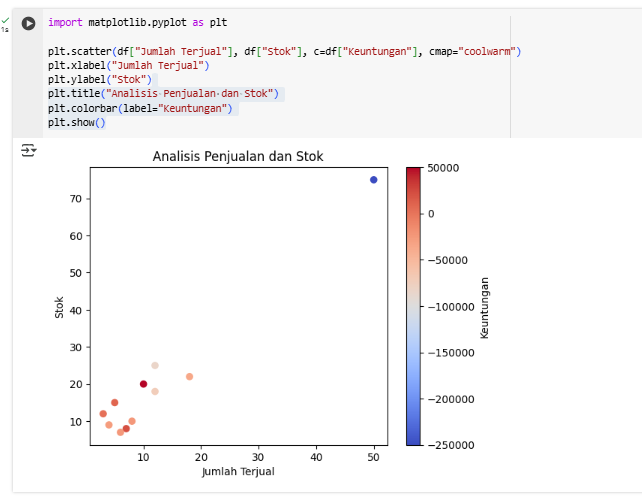 import matplotlib.pyplot as plt
plt.scatter(df["Jumlah Terjual"], df["Stok"], c=df["Keuntungan"], cmap="coolwarm")
plt.xlabel("Jumlah Terjual")
plt.ylabel("Stok")
plt.title("Analisis Penjualan dan Stok")
plt.colorbar(label="Keuntungan")
plt.show()
1s
Analisis Penjualan dan Stok
70
60
50
40
30
20
10
Stok
10 20 30 40 50
Jumlah Terjual
50000
0
−50000
−100000
−150000
−200000
−250000
Keuntungan